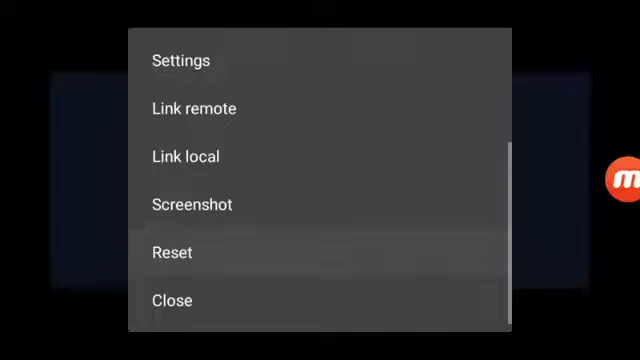 Settings
Link remote
Link local
Screenshot
Reset
Close